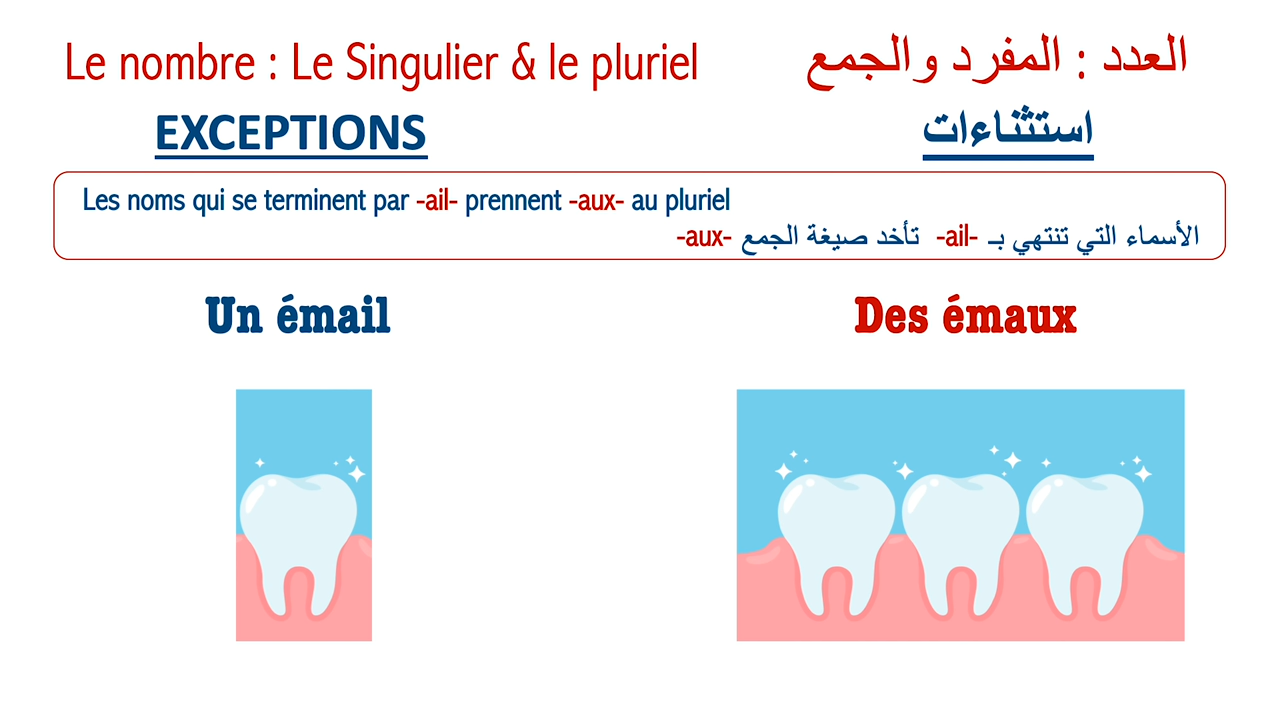 Le nombre : Le Singulier & le pluriel
العدد : المفرد والجمع
EXCEPTIONS
استثناءات
Les noms qui se terminent par -ail- prennent -aux- au pluriel
الأسماء التي تنتهي بـ -ail- تأخد صيغة الجمع -aux-
Un émail
Des émaux